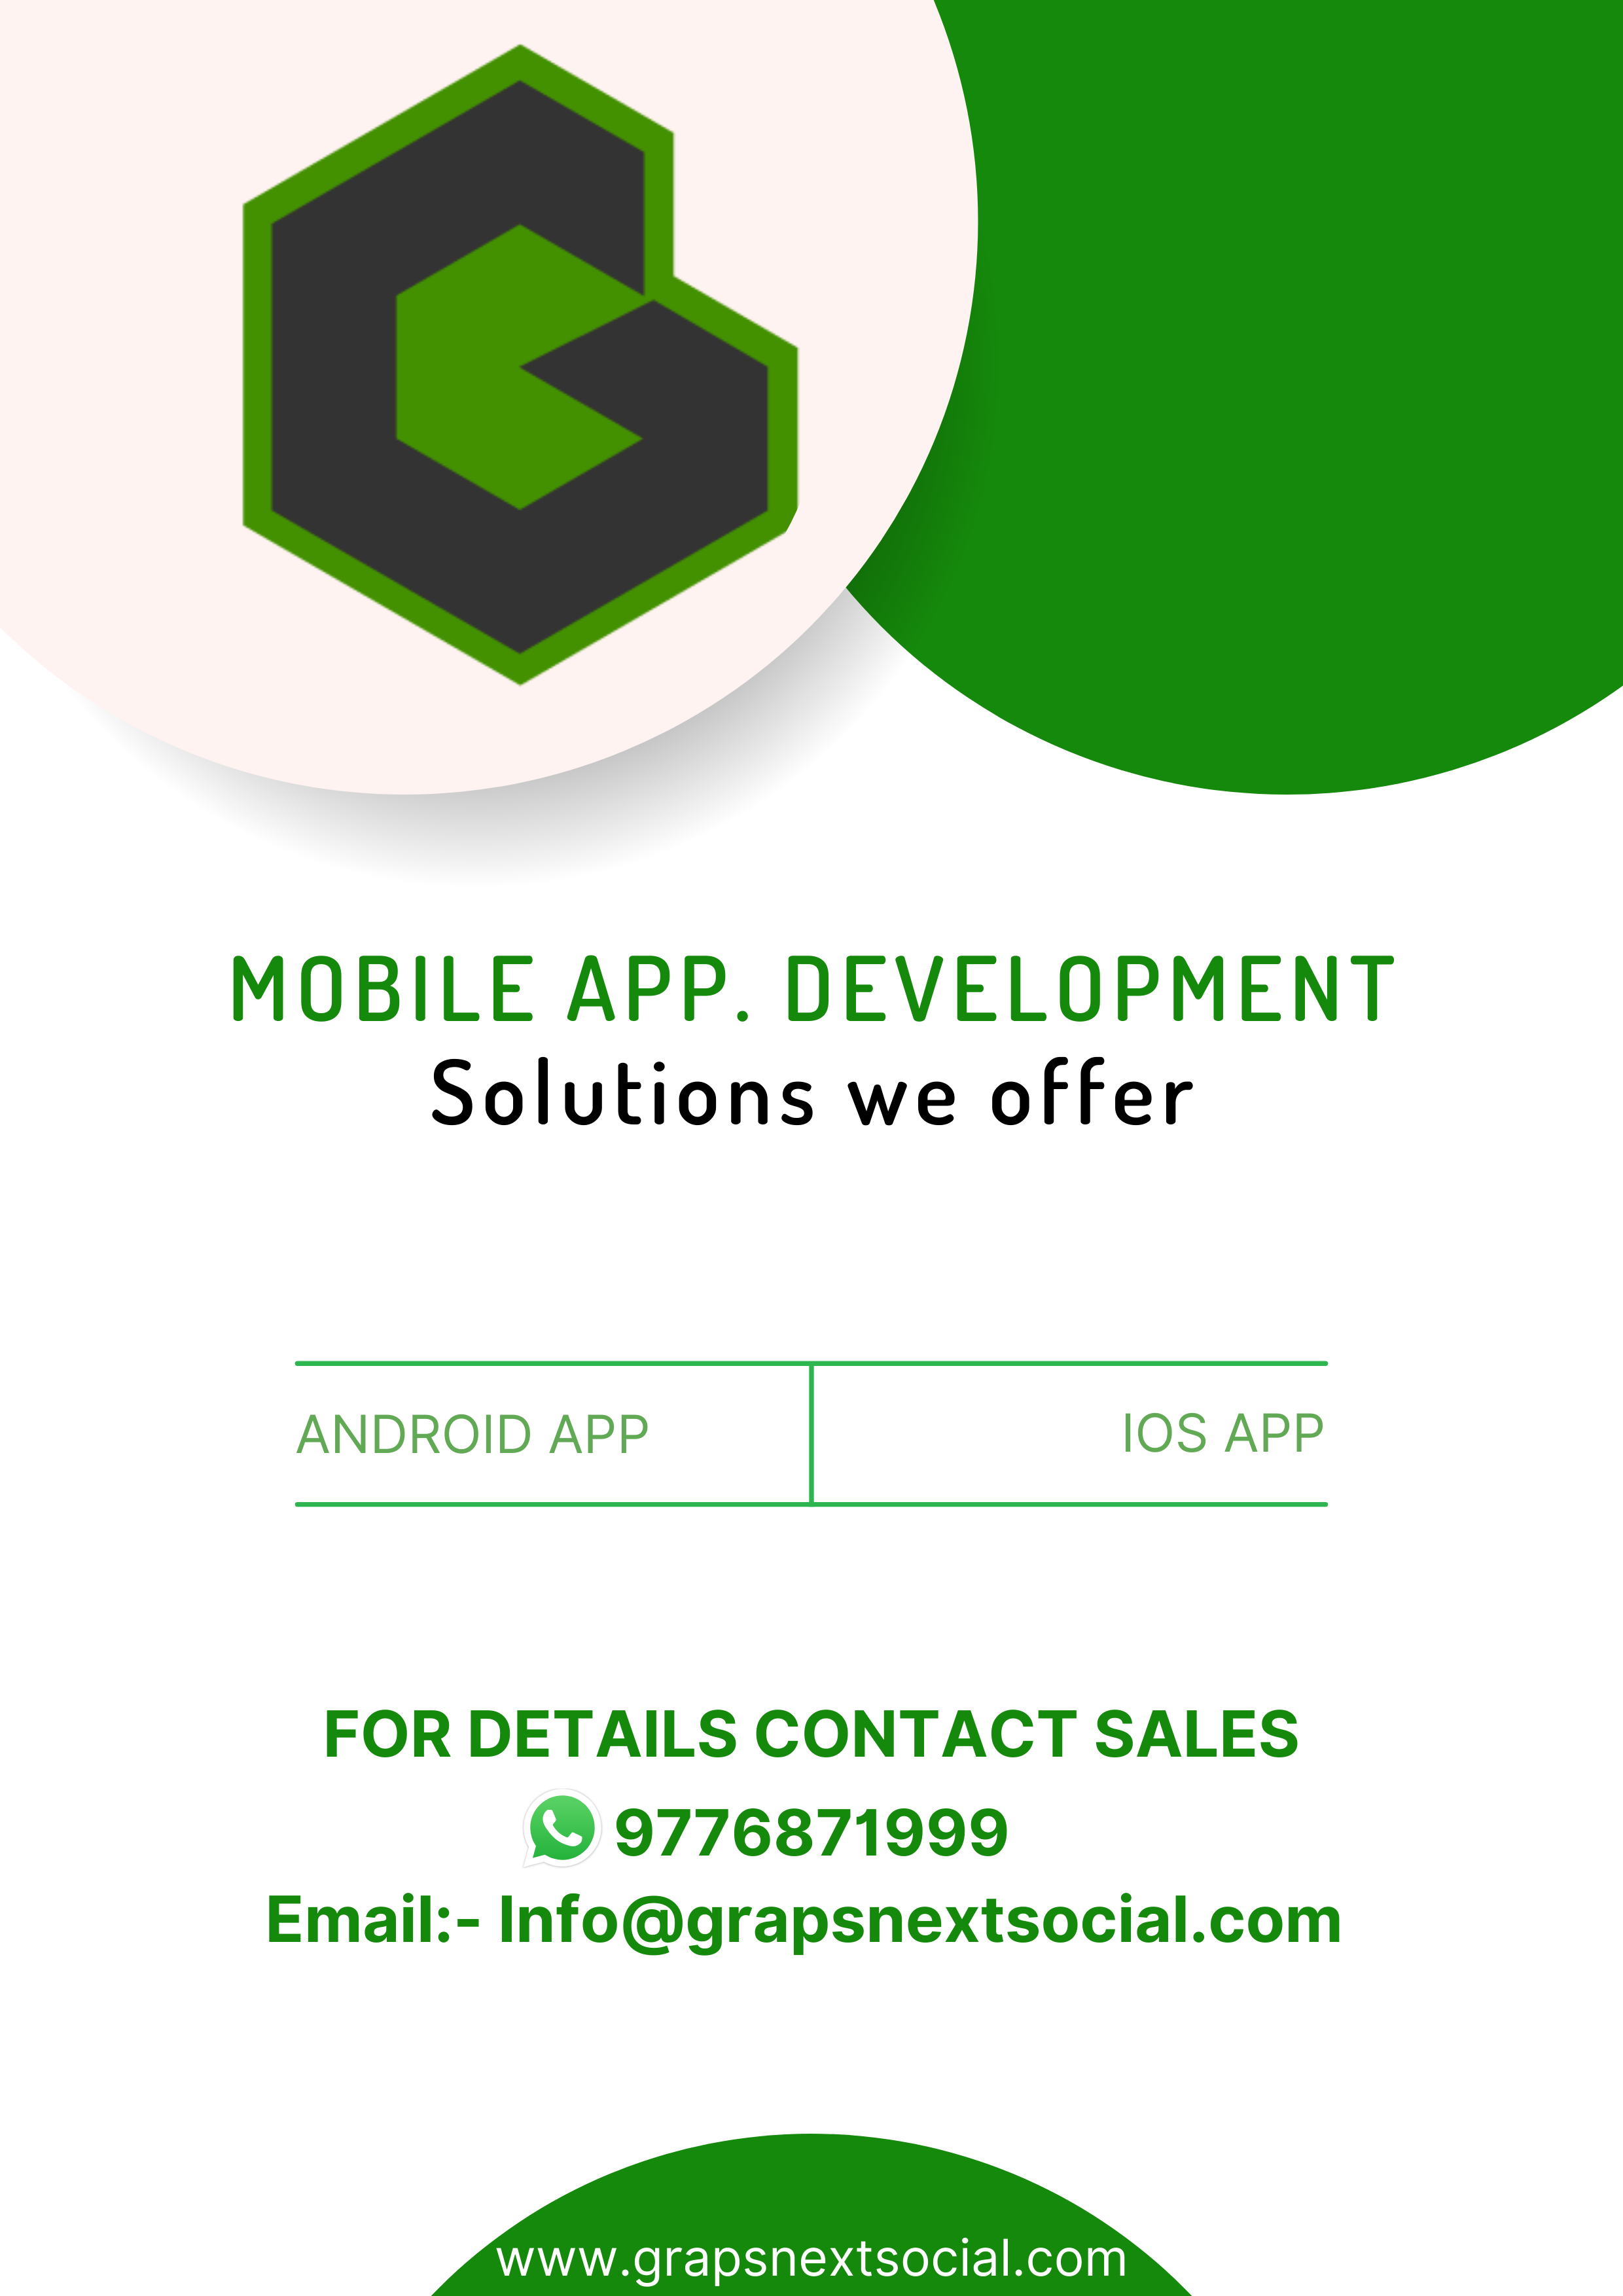 MOBILE APP. DEVELOPMENT
Solutions we offer
ANDROID APP
IOS APP
FOR DETAILS CONTACT SALES
9776871999
Email:- Info@grapsnextsocial.com
www.grapsnextsocial.com